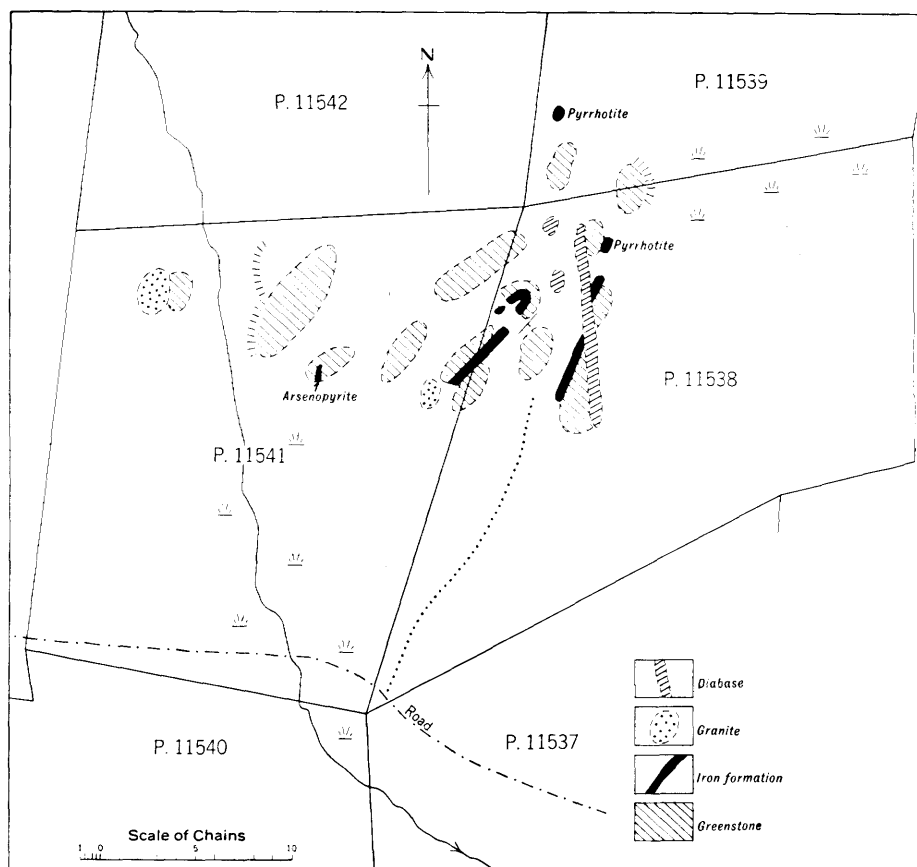 N
P. 11542
P. 11539
Pyrrhotite
Pyrrhotite
P. 11538
Arsenopyrite
P. 11541
Road
P. 11540
P. 11537
Diabase
Granite
Iron formation
Greenstone
Scale of Chains
1 0 5 10